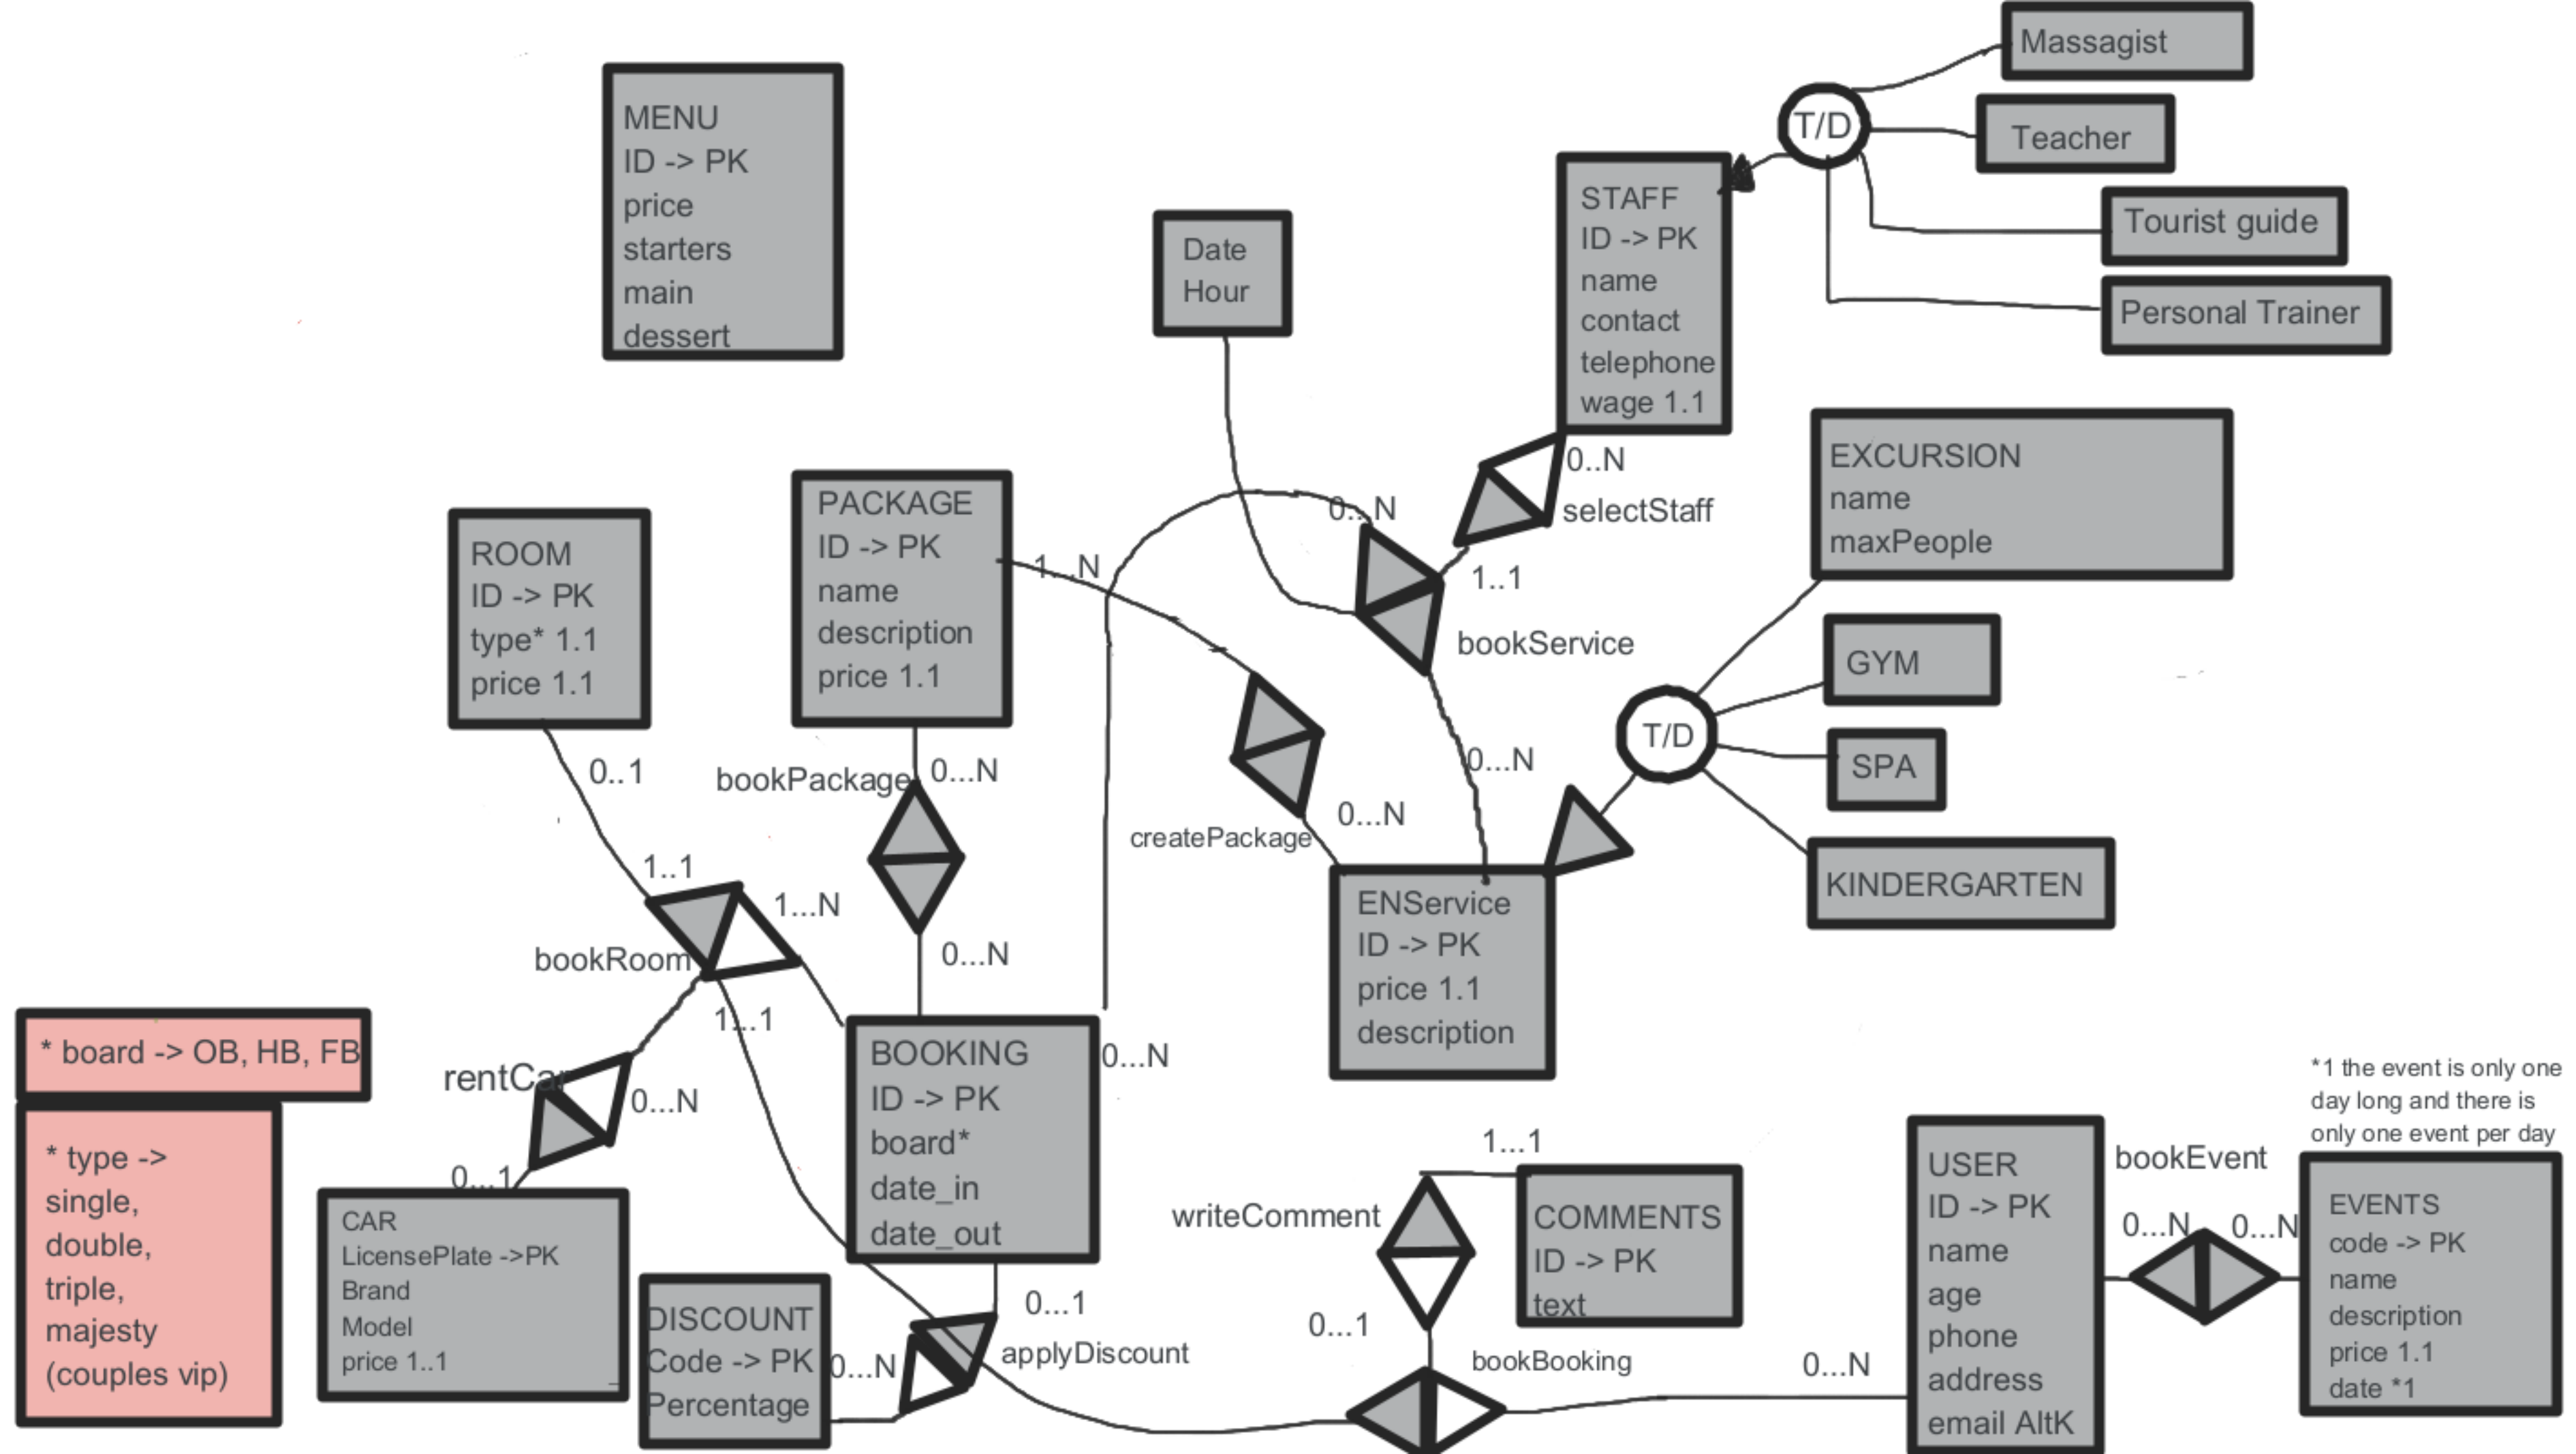 Massagist
T/D
Teacher
Tourist guide
Personal Trainer
MENU
ID -> PK
price
starters
main
dessert
Date
Hour
STAFF
ID -> PK
name
contact
telephone
wage 1.1
0..N
selectStaff
EXCURSION
name
maxPeople
PACKAGE
ID -> PK
name
description
price 1.1
1...N
0...N
1..1
bookService
ROOM
ID -> PK
type* 1.1
price 1.1
GYM
T/D
SPA
KINDERGARTEN
0..1
bookPackage
0...N
0...N
0...N
createPackage
1..1
1...N
bookRoom
0...N
1...1
ENService
ID -> PK
price 1.1
description
* board -> OB, HB, FB
* type ->
single,
double,
triple,
majesty
(couples vip)
rentCar
0...N
0...1
BOOKING
ID -> PK
board*
date_in
date_out
0...N
CAR
LicensePlate ->PK
Brand
Model
price 1..1
DISCOUNT
Code -> PK
Percentage
0...N
0...1
applyDiscount
1...1
writeComment
COMMENTS
ID -> PK
text
0...1
bookBooking
0...N
USER
ID -> PK
name
age
phone
address
email AltK
bookEvent
0...N
0...N
*1 the event is only one
day long and there is
only one event per day
EVENTS
code -> PK
name
description
price 1.1
date *1